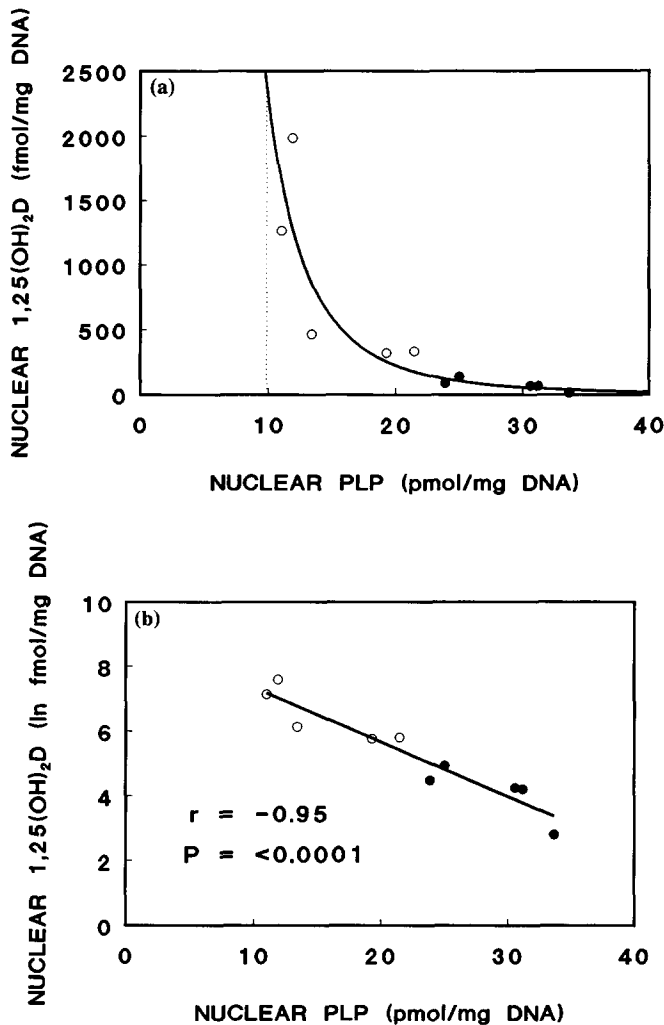 NUCLEAR 1,25(OH)₂D (fmol/mg DNA)
(a)
2500
2000
1500
1000
500
0
0 10 20 30 40
NUCLEAR PLP (pmol/mg DNA)
NUCLEAR 1,25(OH)₂D (ln fmol/mg DNA)
(b)
10
8
6
4
2
0
r = -0.95
P = <0.0001
0 10 20 30 40
NUCLEAR PLP (pmol/mg DNA)